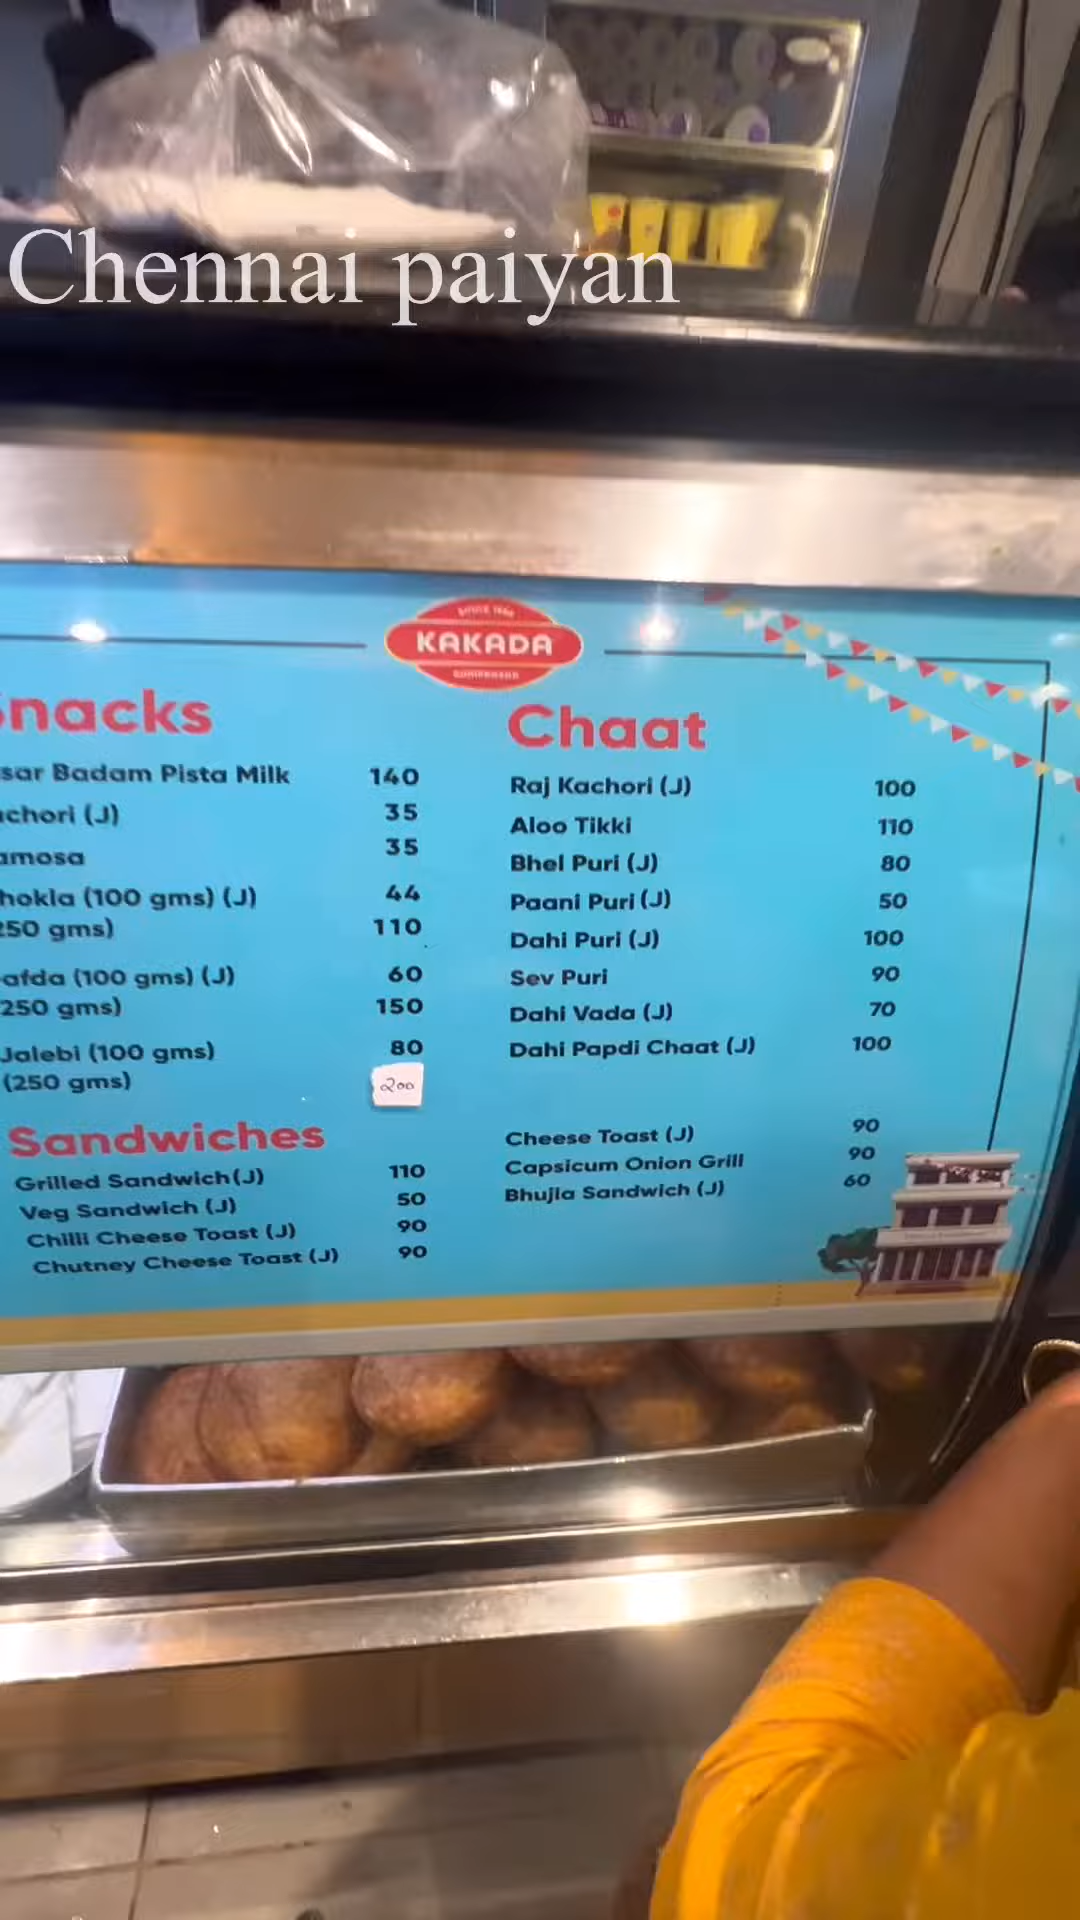 Chennai paiyan
KAKADA
Snacks
sar Badam Pista Milk 140
chori (J) 35
amosa 35
hokla (100 gms) (J) 44
250 gms) 110
afda (100 gms) (J) 60
250 gms) 150
Jalebi (100 gms) 80
(250 gms) 200
Chaat
Raj Kachori (J) 100
Aloo Tikki 110
Bhel Puri (J) 80
Paani Puri (J) 50
Dahi Puri (J) 100
Sev Puri 90
Dahi Vada (J) 70
Dahi Papdi Chaat (J) 100
Sandwiches
Grilled Sandwich(J) 110
Veg Sandwich (J) 50
Chilli Cheese Toast (J) 90
Chutney Cheese Toast (J) 90
Cheese Toast (J) 90
Capsicum Onion Grill 90
Bhujia Sandwich (J) 60